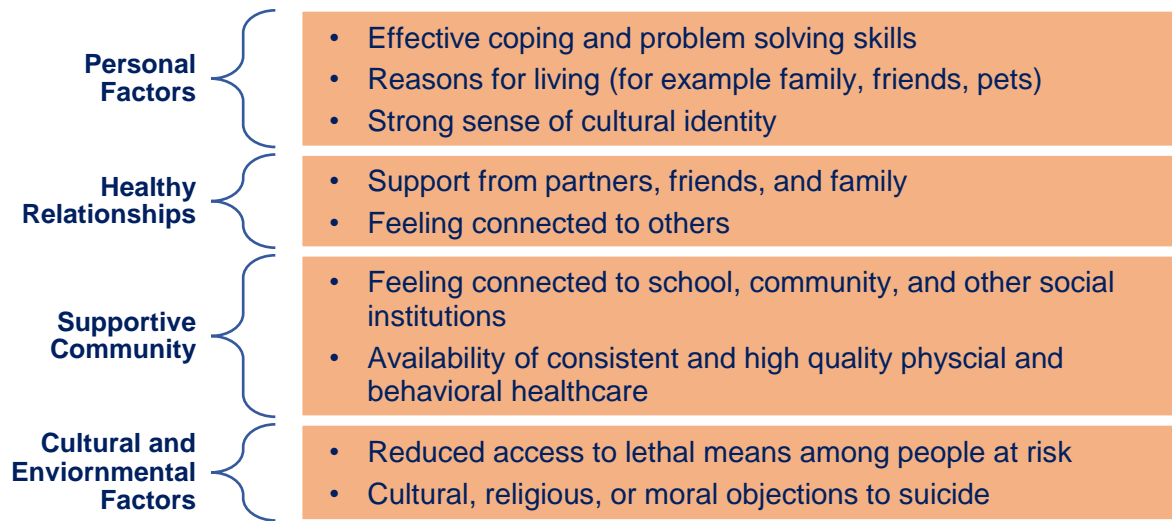 Personal
Factors
• Effective coping and problem solving skills
• Reasons for living (for example family, friends, pets)
• Strong sense of cultural identity
Healthy
Relationships
• Support from partners, friends, and family
• Feeling connected to others
Supportive
Community
• Feeling connected to school, community, and other social
institutions
• Availability of consistent and high quality physcial and
behavioral healthcare
Cultural and
Enviornmental
Factors
• Reduced access to lethal means among people at risk
• Cultural, religious, or moral objections to suicide